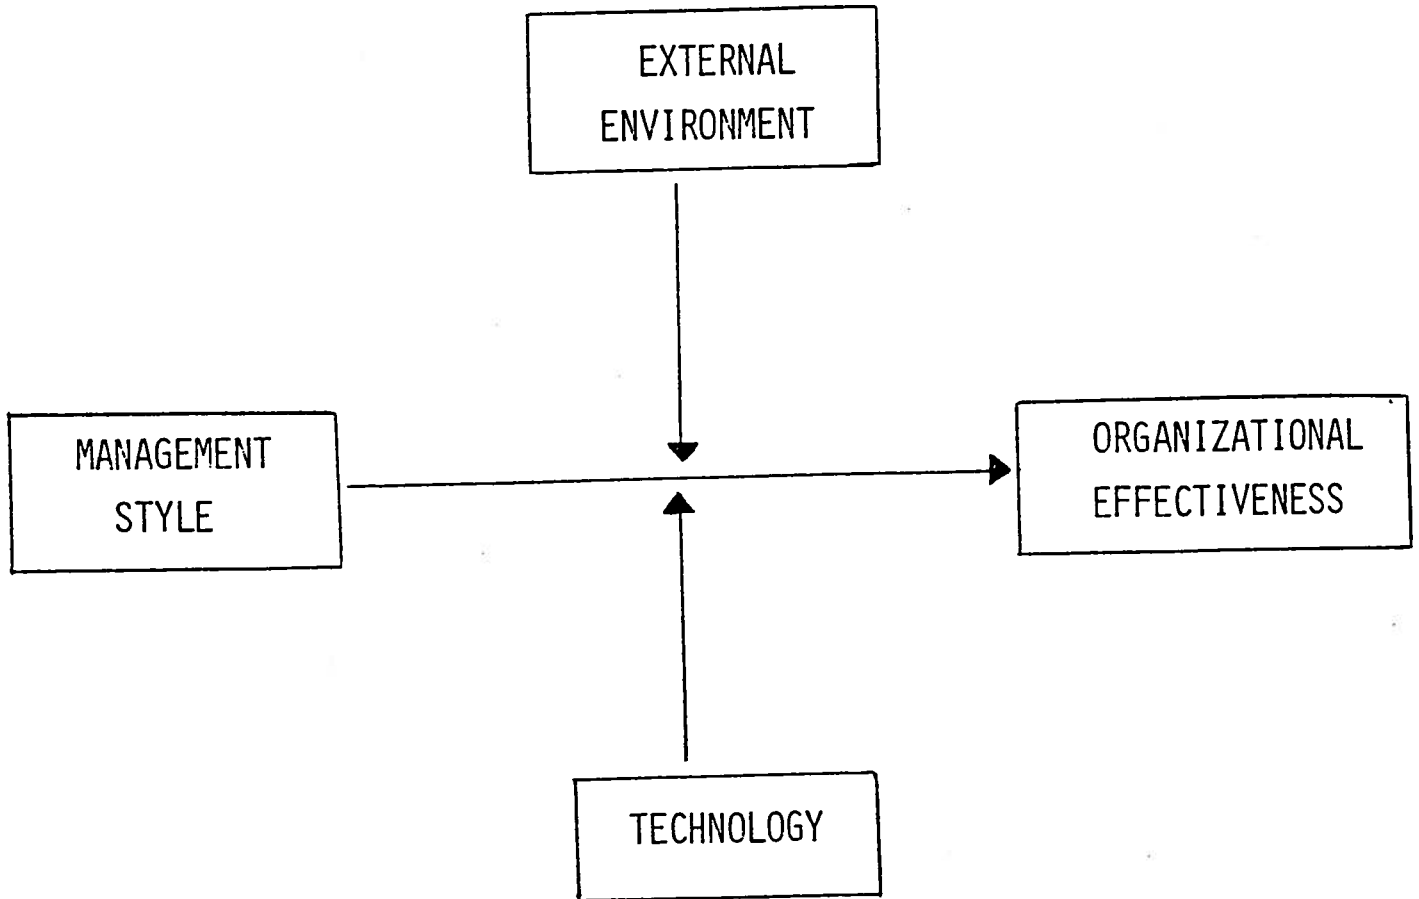 EXTERNAL
ENVIRONMENT
MANAGEMENT
STYLE
ORGANIZATIONAL
EFFECTIVENESS
TECHNOLOGY